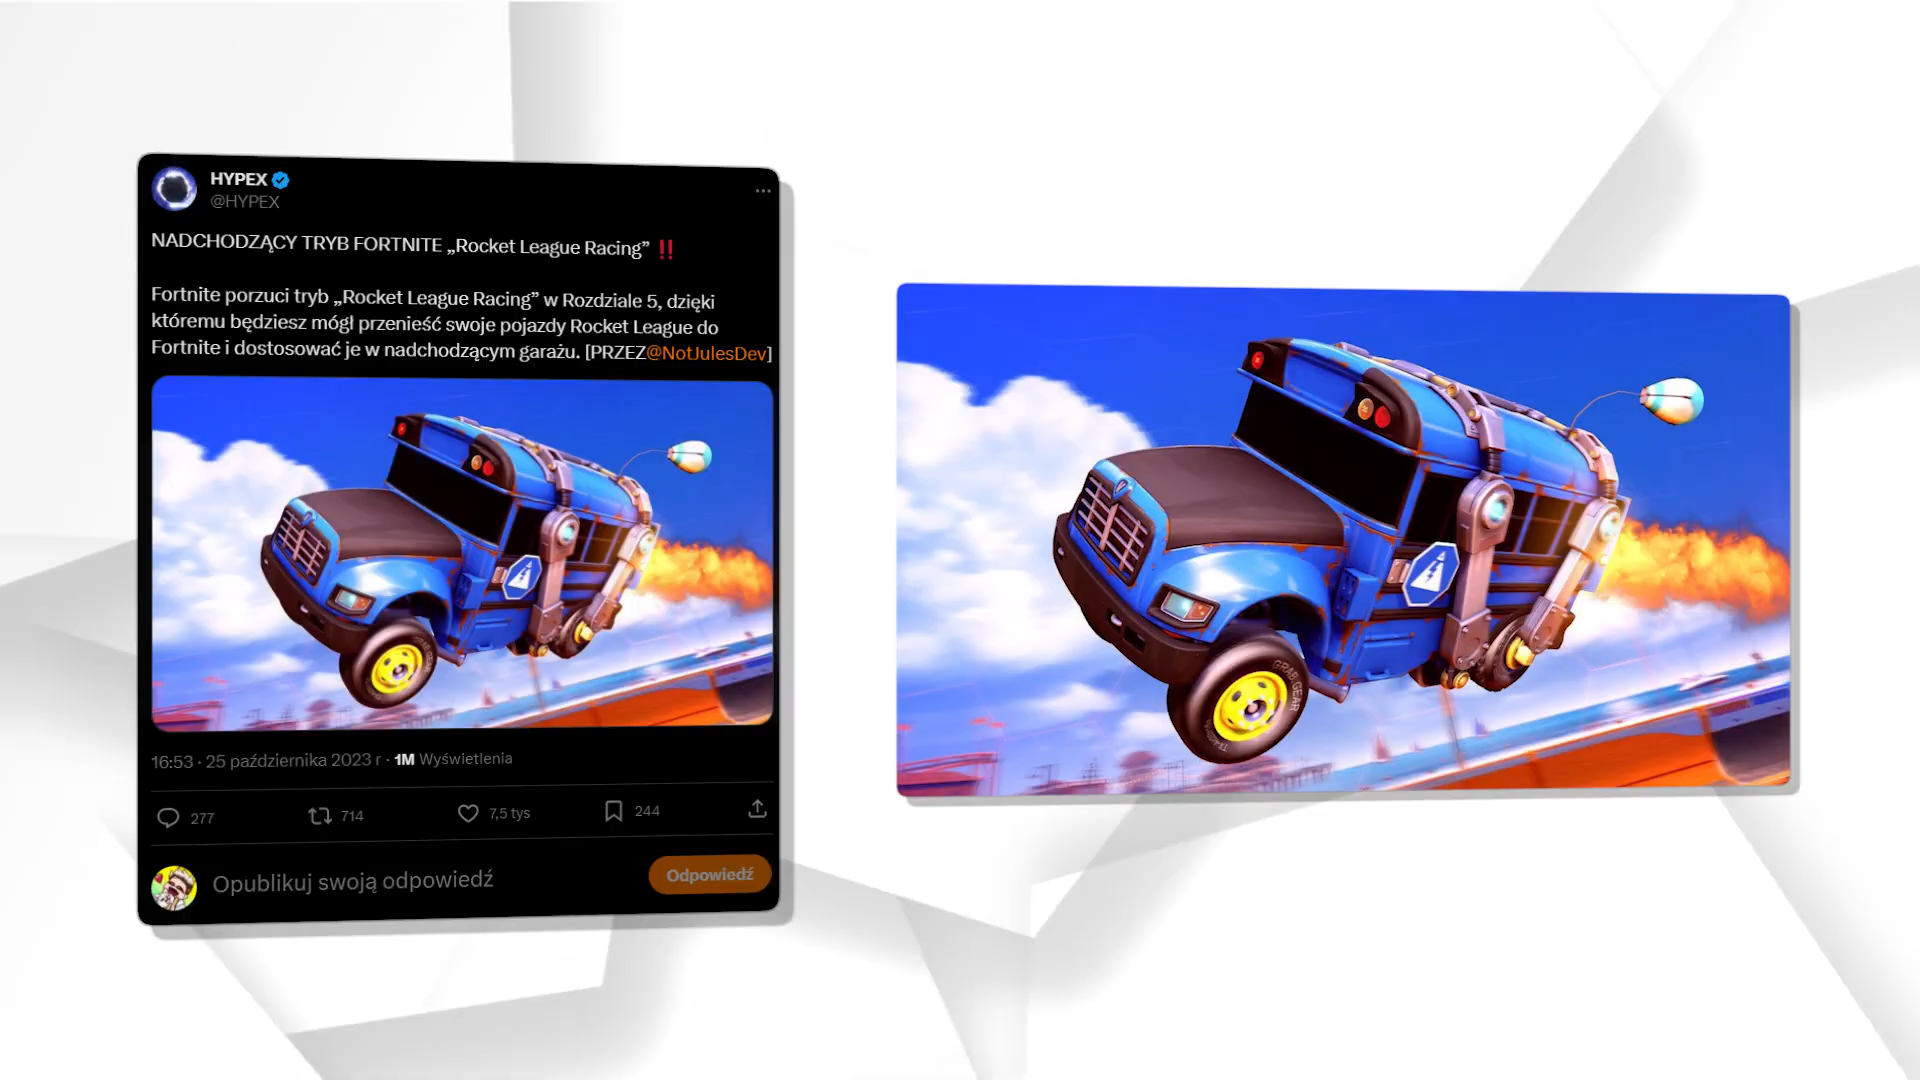 HYPEX
@HYPEX
NADCHODZĄCY TRYB FORTNITE „Rocket League Racing” ‼️
Fortnite porzuci tryb „Rocket League Racing” w Rozdziale 5, dzięki
któremu będziesz mógł przenieść swoje pojazdy Rocket League do
Fortnite i dostosować je w nadchodzącym garażu. [PRZEZ@NotJulesDev]
16:53 · 25 października 2023 r · 1M Wyświetlenia
277 714 7,5 tys 244
Opublikuj swoją odpowiedź
Odpowiedź
GRAB GEAR